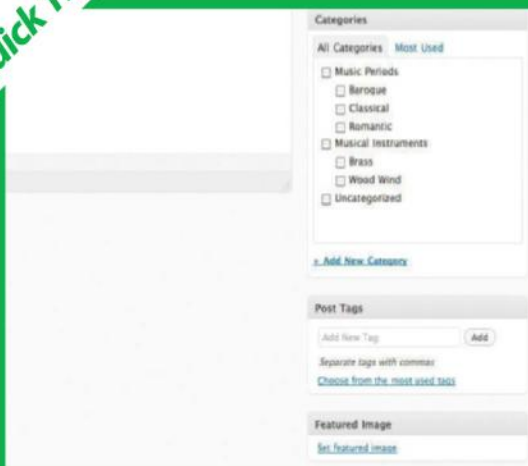 Categories
All Categories Most Used
Music Periods
Baroque
Classical
Romantic
Musical Instruments
Brass
Wood Wind
Uncategorized
+ Add New Category
Post Tags
Add New Tag Add
Separate tags with commas
Choose from the most used tags
Featured Image
Set featured image